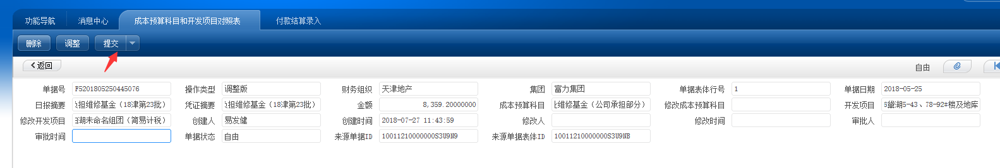 功能导航 消息中心 成本预算科目和开发项目对照表 付款结算录入
删除 调整 提交
返回 自由
单据号 F5201805250445076 操作类型 调整版 财务组织 天津地产 集团 富力集团 单据表体行号 1 单据日期 2018-05-25
日报摘要 担维修基金（18津第23批） 凭证摘要 担维修基金（18津第23批） 金额 8,359.20000000 成本预算科目 维修基金（公司承担部分） 修改成本预算科目 开发项目 黛湖5-43、78-92#楼及地库
修改开发项目 湖未命名组团（简易计税） 创建人 易发健 创建时间 2018-07-27 11:43:59 修改人 修改时间 审批人
审批时间 单据状态 自由 来源单据ID 10011210000000S3U9N9 来源单据表体ID 10011210000000S3U9NB